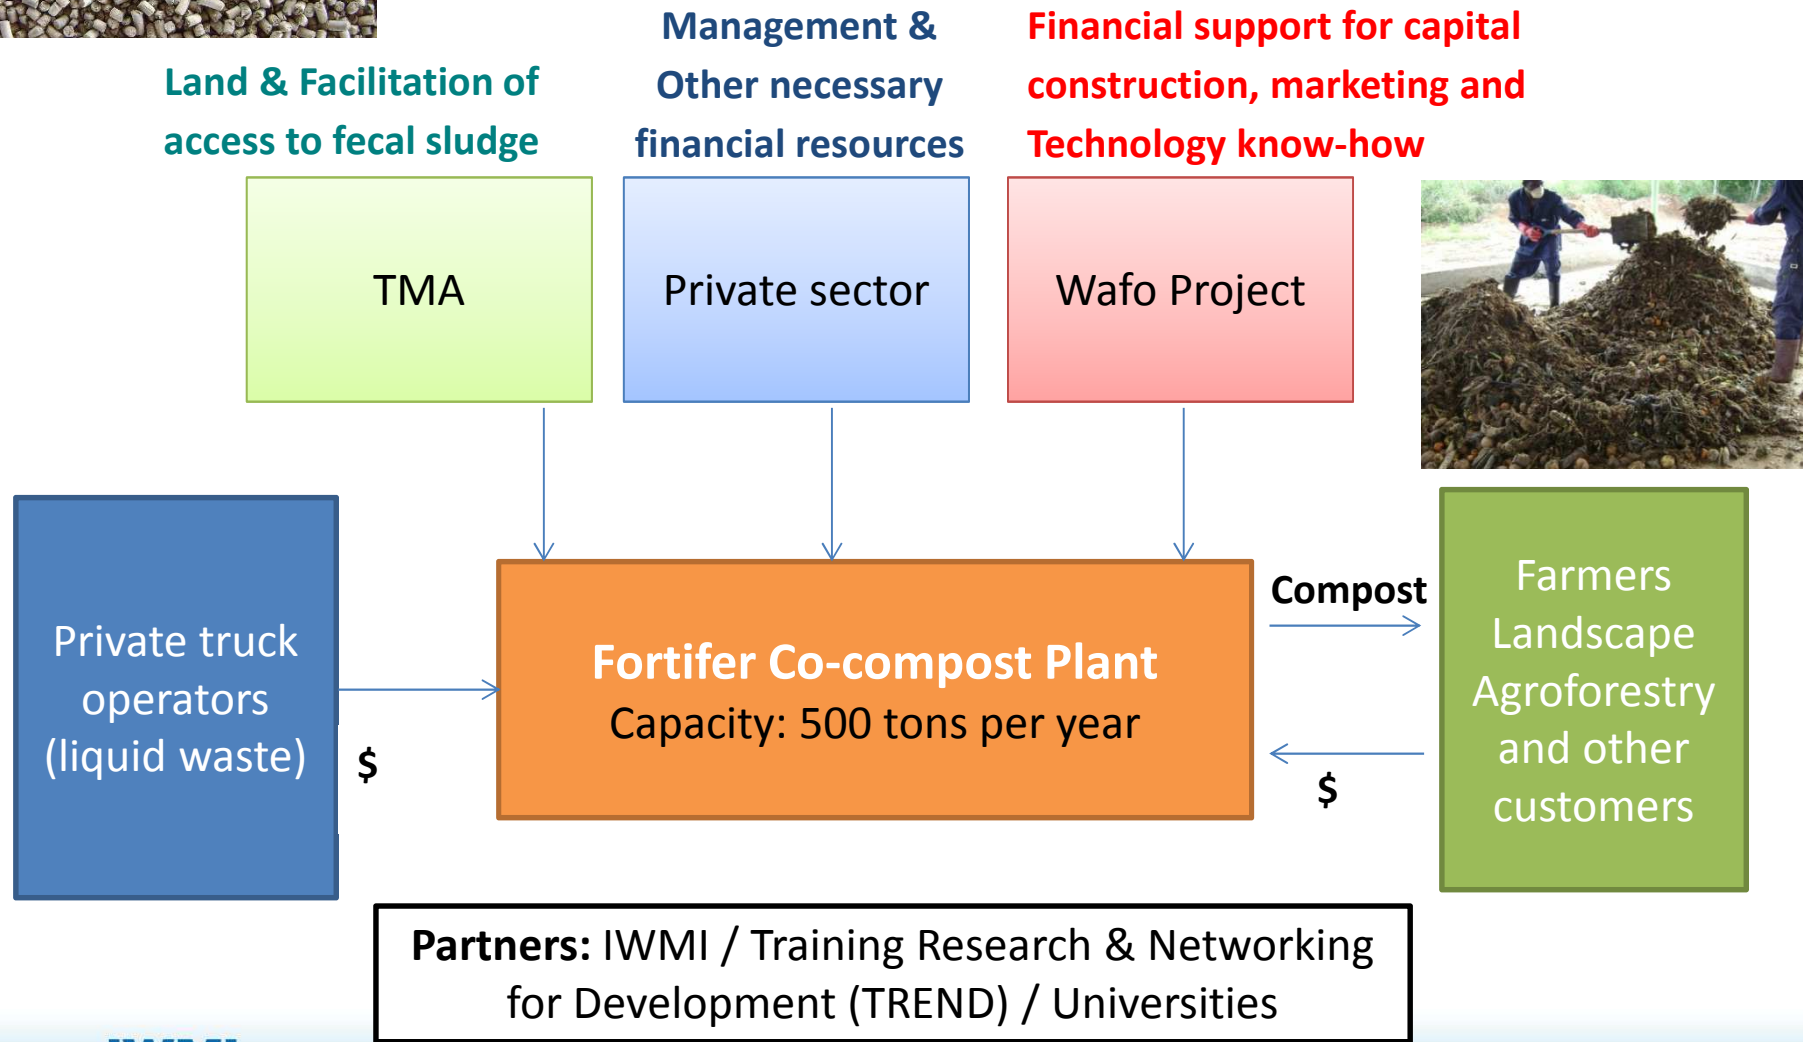 Land & Facilitation of
access to fecal sludge
Management &
Other necessary
financial resources
Financial support for capital
construction, marketing and
Technology know-how
TMA
Private sector
Wafo Project
Private truck
operators
(liquid waste)
$
Fortifer Co-compost Plant
Capacity: 500 tons per year
Compost
$
Farmers
Landscape
Agroforestry
and other
customers
Partners: IWMI / Training Research & Networking
for Development (TREND) / Universities